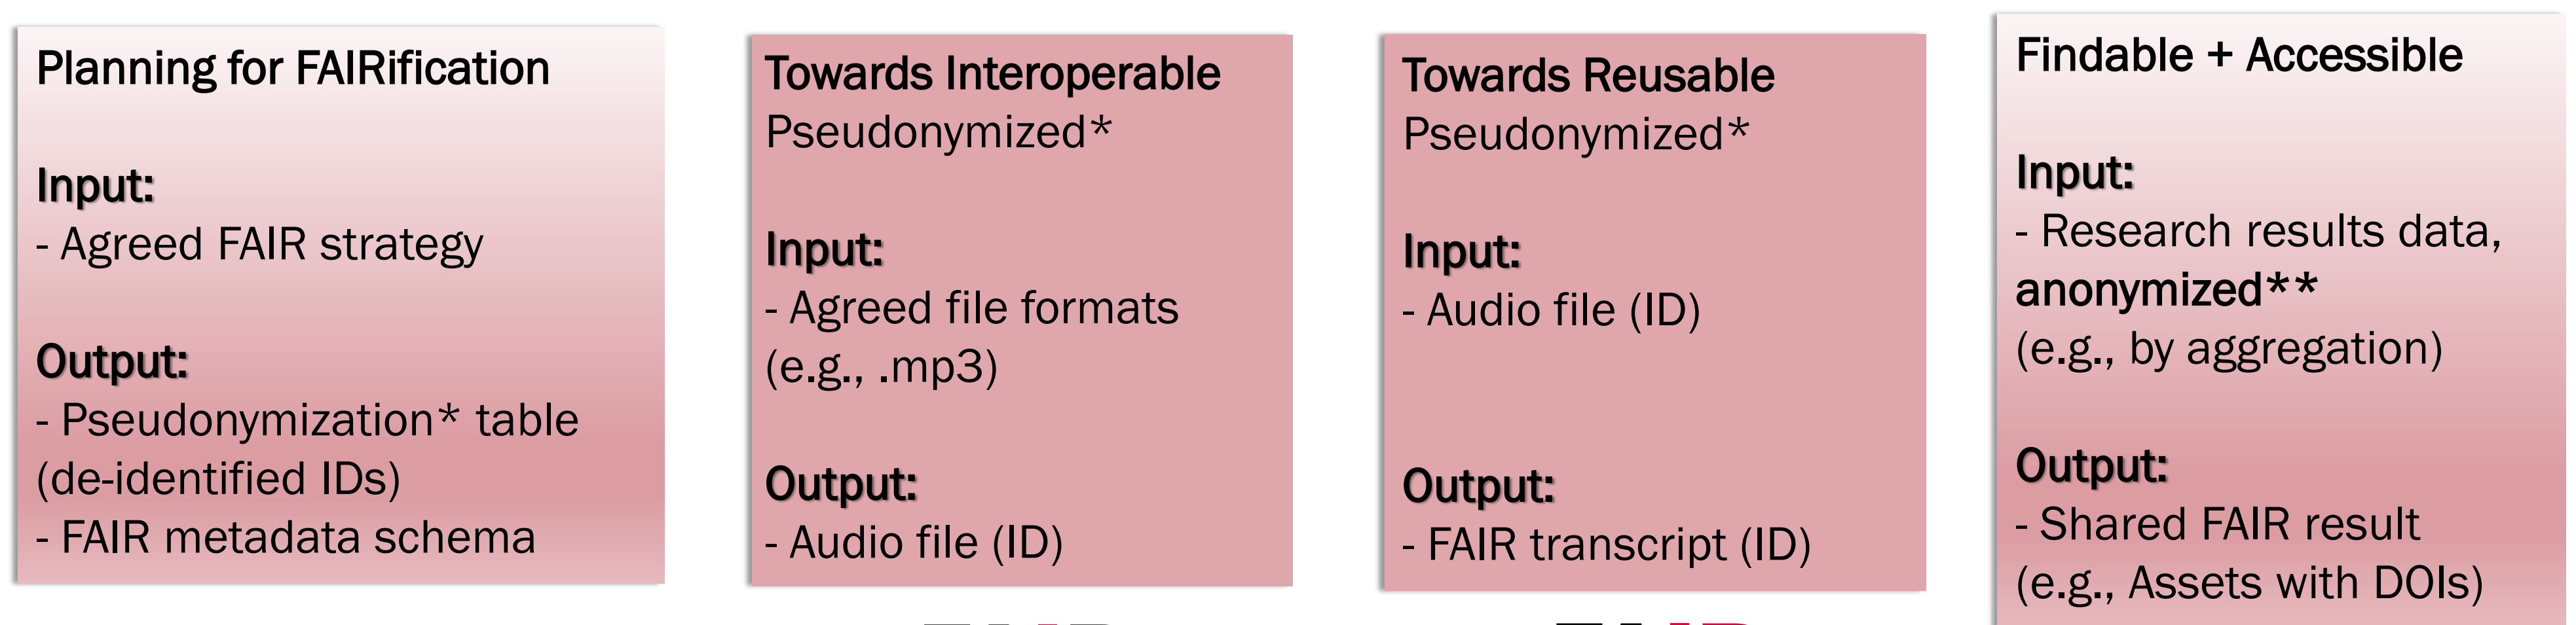 Planning for FAIRification
Input:
- Agreed FAIR strategy
Output:
- Pseudonymization* table
(de-identified IDs)
- FAIR metadata schema
Towards Interoperable
Pseudonymized*
Input:
- Agreed file formats
(e.g., .mp3)
Output:
- Audio file (ID)
Towards Reusable
Pseudonymized*
Input:
- Audio file (ID)
Output:
- FAIR transcript (ID)
Findable + Accessible
Input:
- Research results data,
anonymized**
(e.g., by aggregation)
Output:
- Shared FAIR result
(e.g., Assets with DOIs)